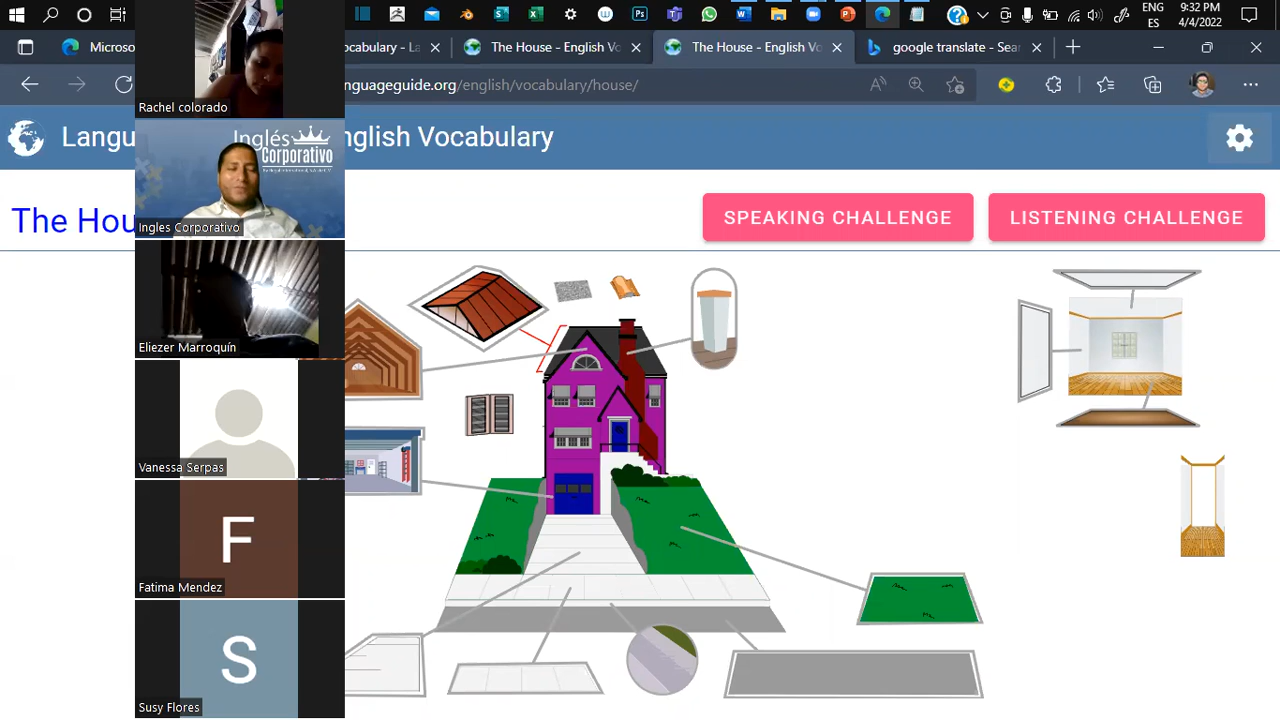 9:32 PM
4/4/2022
ENG
ES
Microso
ocabulary - La
The House - English Vo
The House - English Vo
google translate - Sear
nguageguide.org/english/vocabulary/house/
Langu
nglish Vocabulary
The Hou
SPEAKING CHALLENGE
LISTENING CHALLENGE
Rachel colorado
Inglés
Corporativo
Ingles Corporativo
Eliezer Marroquín
Vanessa Serpas
F
Fatima Mendez
S
Susy Flores